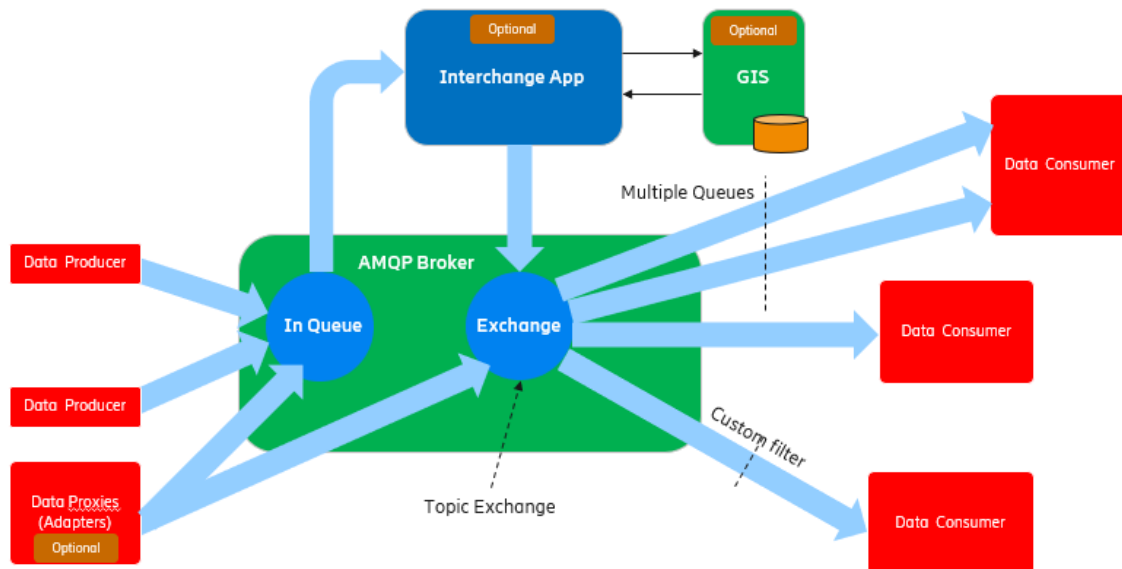 Optional
Interchange App
Optional
GIS
Data Consumer
Multiple Queues
Data Producer
AMQP Broker
In Queue
Exchange
Data Consumer
Data Producer
Custom filter
Data Proxies
(Adapters)
Optional
Topic Exchange
Data Consumer